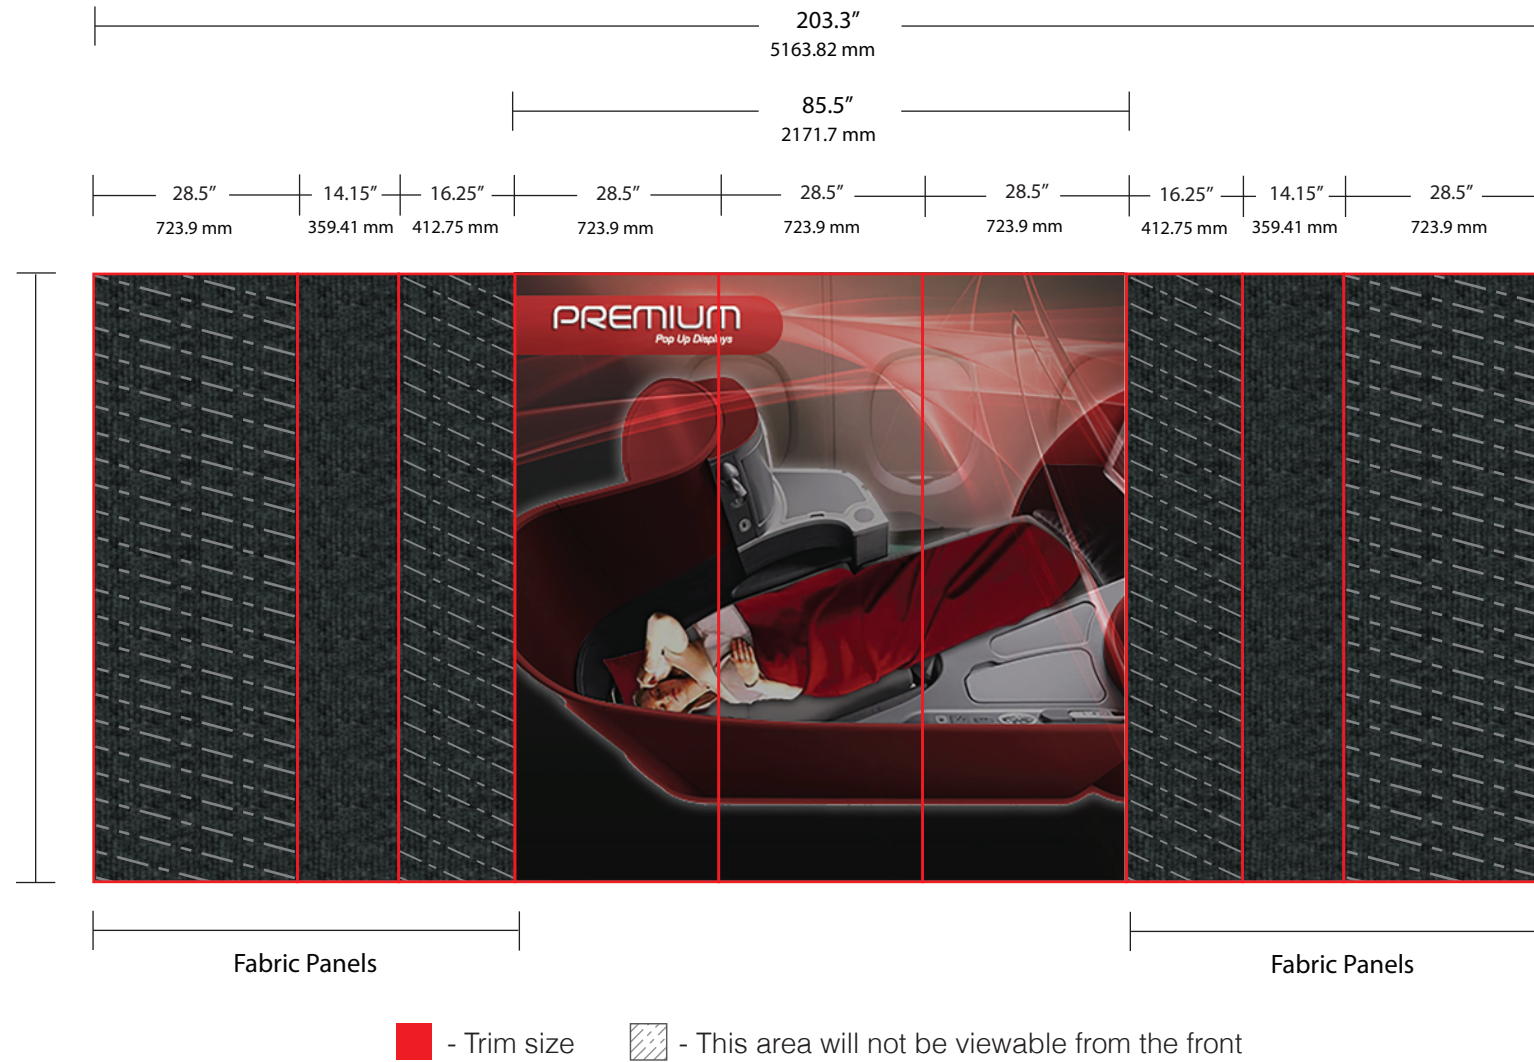 203.3”
5163.82 mm
85.5”
2171.7 mm
28.5” 14.15” 16.25” 28.5” 28.5” 28.5” 16.25” 14.15” 28.5”
723.9 mm 359.41 mm 412.75 mm 723.9 mm 723.9 mm 723.9 mm 412.75 mm 359.41 mm 723.9 mm
PREMIUM
Pop Up Displays
Fabric Panels Fabric Panels
- Trim size - This area will not be viewable from the front